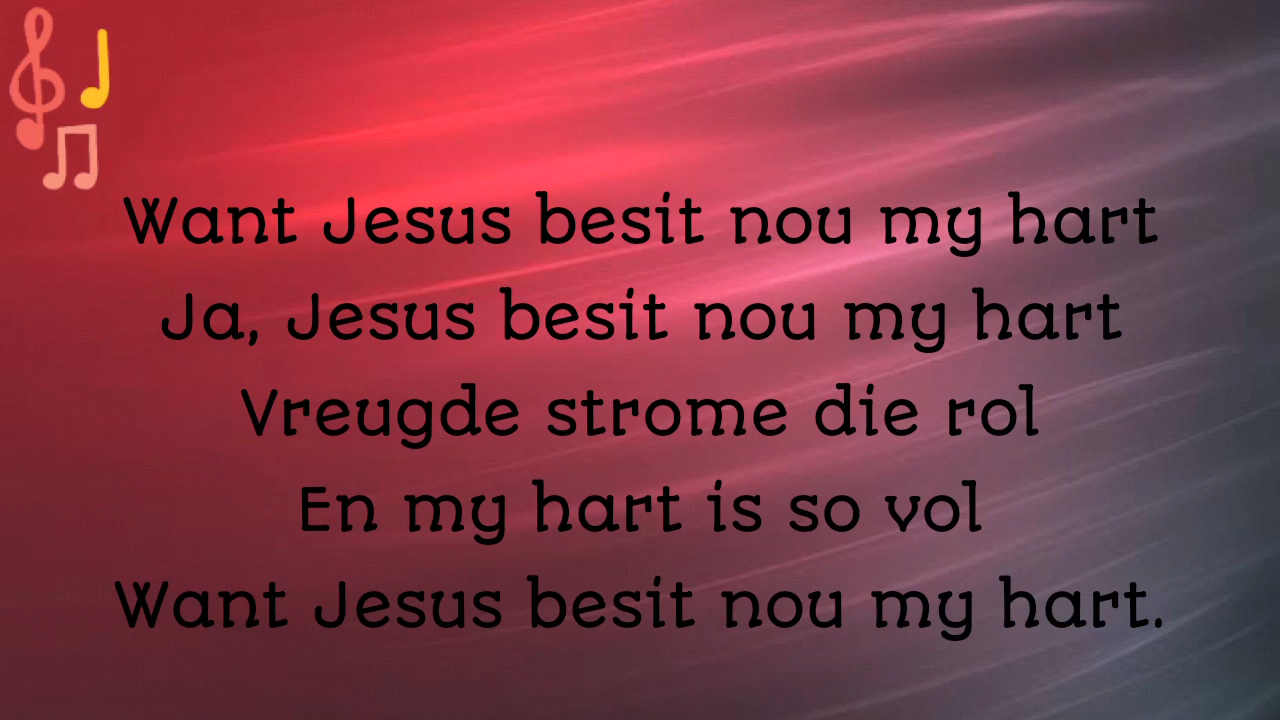 Want Jesus besit nou my hart
Ja, Jesus besit nou my hart
Vreugde strome die rol
En my hart is so vol
Want Jesus besit nou my hart.